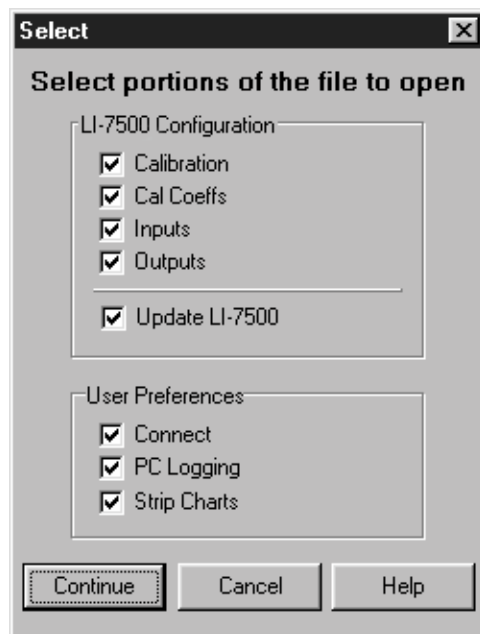 Select
Select portions of the file to open
LI-7500 Configuration
Calibration
Cal Coeffs
Inputs
Outputs
Update LI-7500
User Preferences
Connect
PC Logging
Strip Charts
Continue Cancel Help